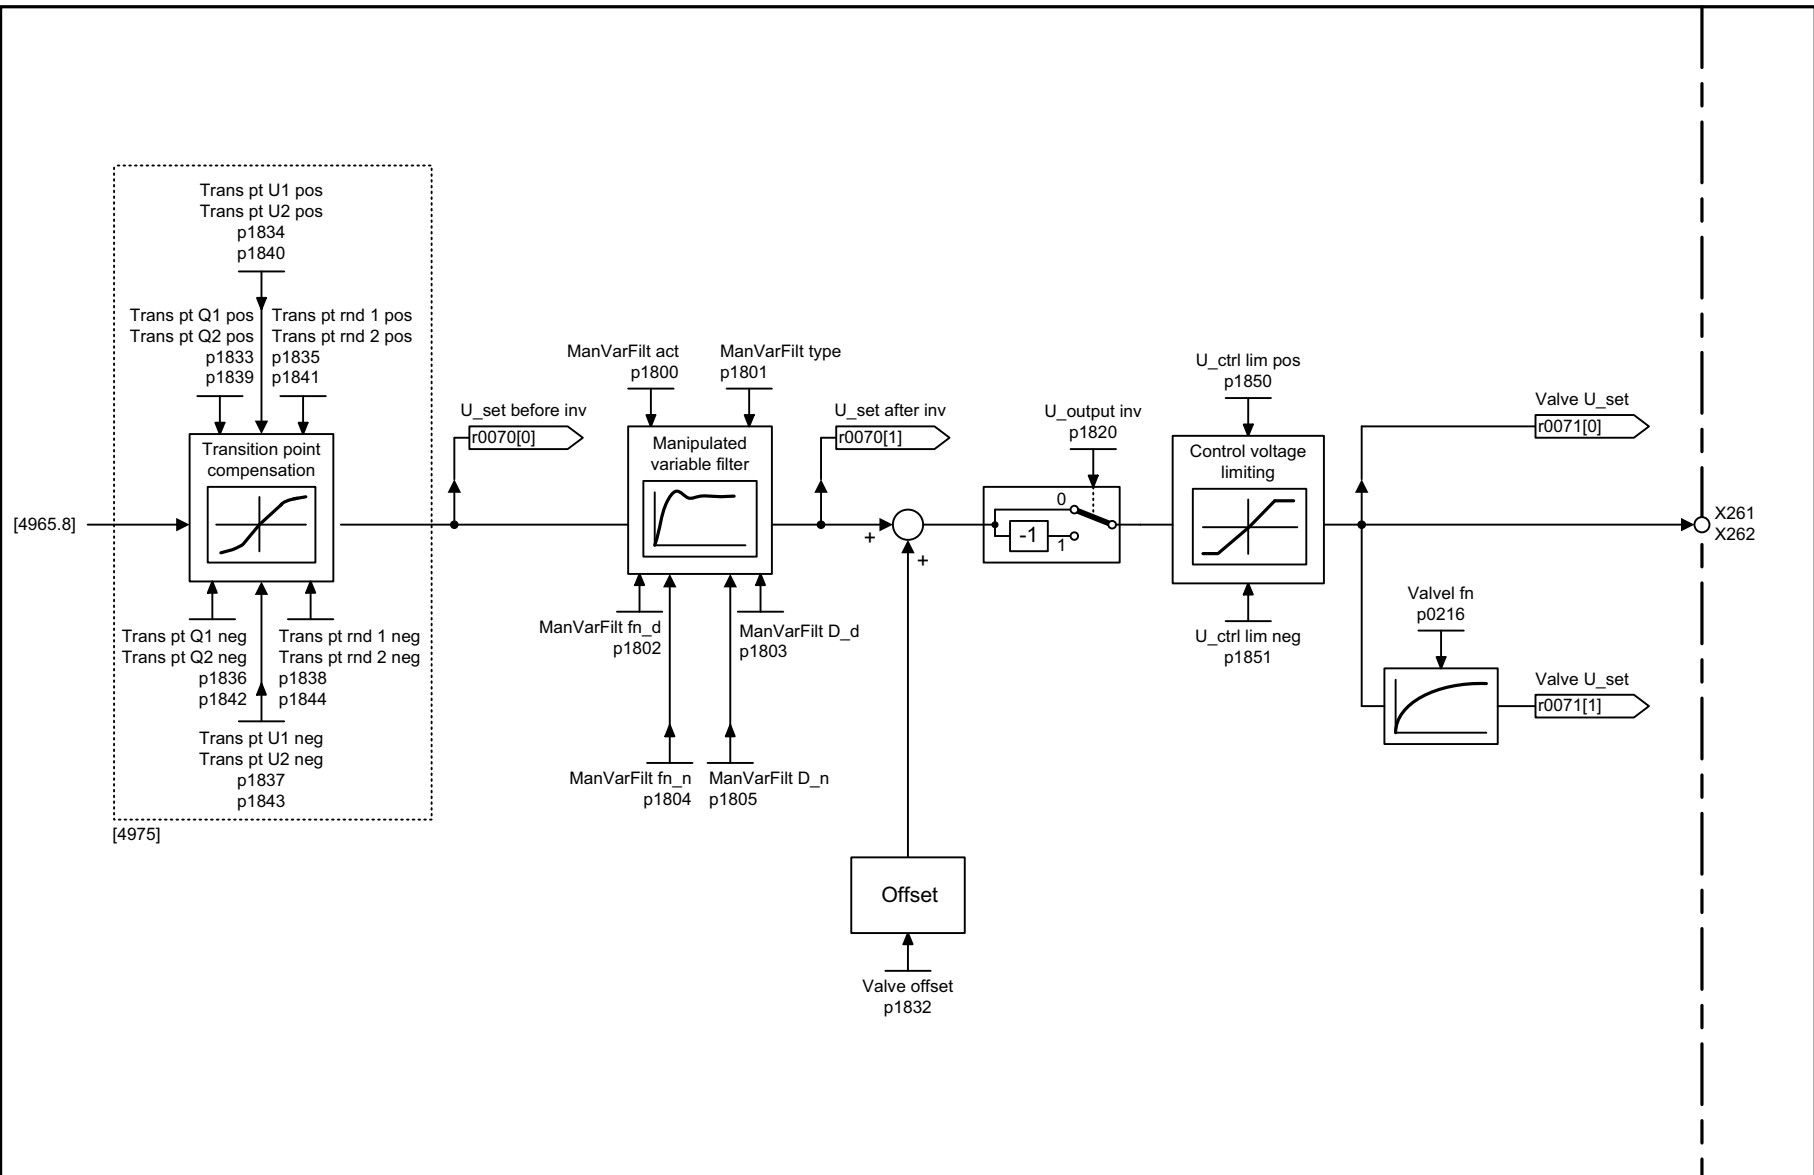 Trans pt U1 pos
Trans pt U2 pos
p1834
p1840
Trans pt Q1 pos
Trans pt Q2 pos
p1833
p1839
Trans pt rnd 1 pos
Trans pt rnd 2 pos
p1835
p1841
Transition point
compensation
[4965.8]
Trans pt Q1 neg
Trans pt Q2 neg
p1836
p1842
Trans pt rnd 1 neg
Trans pt rnd 2 neg
p1838
p1844
Trans pt U1 neg
Trans pt U2 neg
p1837
p1843
[4975]
U_set before inv
r0070[0]
ManVarFilt act
p1800
ManVarFilt type
p1801
Manipulated
variable filter
ManVarFilt fn_d
p1802
ManVarFilt D_d
p1803
ManVarFilt fn_n
p1804
ManVarFilt D_n
p1805
U_set after inv
r0070[1]
+
+
Offset
Valve offset
p1832
U_output inv
p1820
0
-1
1
U_ctrl lim pos
p1850
Control voltage
limiting
U_ctrl lim neg
p1851
Valve U_set
r0071[0]
X261
X262
Valvel fn
p0216
Valve U_set
r0071[1]